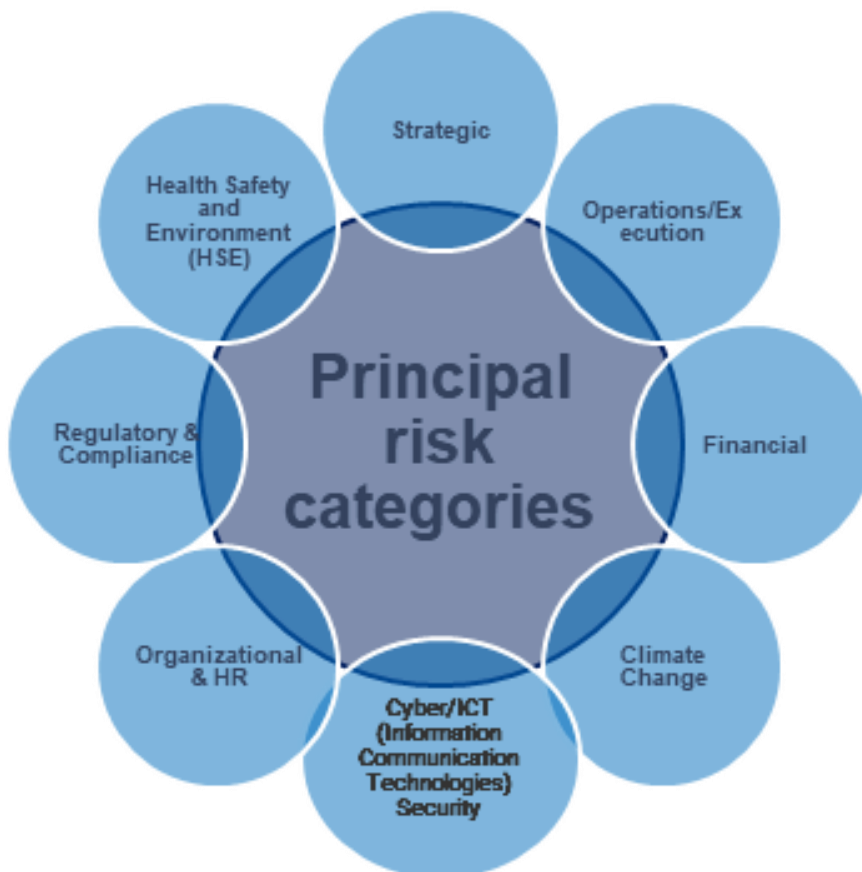 Strategic
Operations/Ex
ecution
Financial
Climate
Change
Cyber/ICT
(Information
Communication
Technologies)
Security
Organizational
& HR
Regulatory &
Compliance
Health Safety
and
Environment
(HSE)
Principal
risk
categories